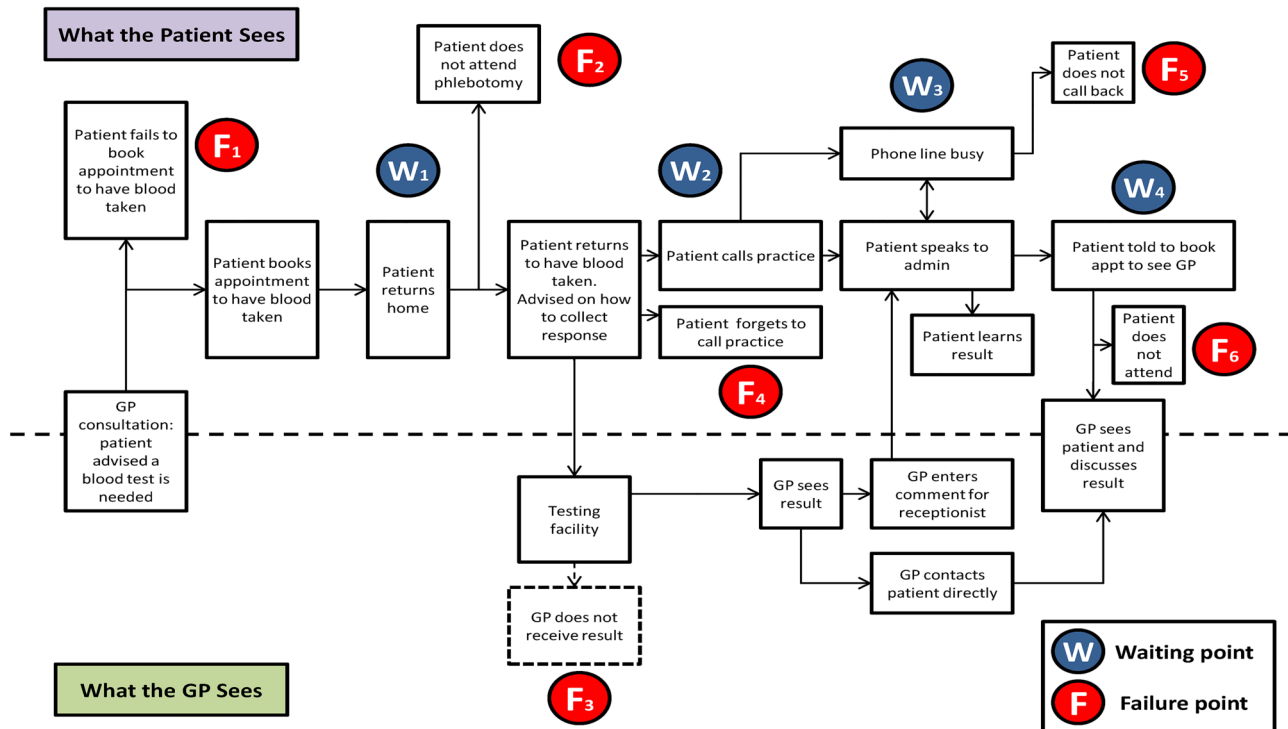 What the Patient Sees
Patient fails to
book
appointment
to have blood
taken
F1
Patient does
not attend
phlebotomy
F2
W1
W2
W3
Phone line busy
Patient
does not
call back
F5
W4
Patient books
appointment
to have blood
taken
Patient
returns
home
Patient returns
to have blood
taken.
Advised on how
to collect
response
Patient calls practice
Patient forgets to
call practice
F4
Patient speaks to
admin
Patient learns
result
Patient told to book
appt to see GP
Patient
does not
attend
F6
GP
consultation:
patient
advised a
blood test is
needed
Testing
facility
GP does not
receive result
F3
GP sees
result
GP enters
comment for
receptionist
GP contacts
patient directly
GP sees
patient and
discusses
result
What the GP Sees
W Waiting point
F Failure point